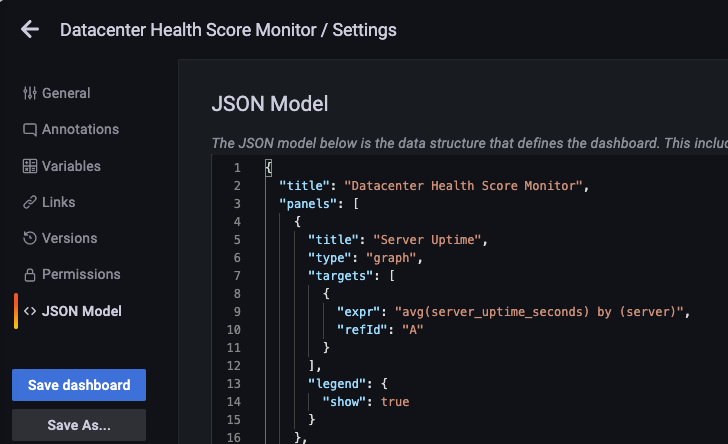 Datacenter Health Score Monitor / Settings
General
Annotations
Variables
Links
Versions
Permissions
JSON Model
Save dashboard
Save As...
JSON Model
The JSON model below is the data structure that defines the dashboard. This includ
1 {
2 "title": "Datacenter Health Score Monitor",
3 "panels": [
4 {
5 "title": "Server Uptime",
6 "type": "graph",
7 "targets": [
8 {
9 "expr": "avg(server_uptime_seconds) by (server)",
10 "refId": "A"
11 }
12 ],
13 "legend": {
14 "show": true
15 }
16 },